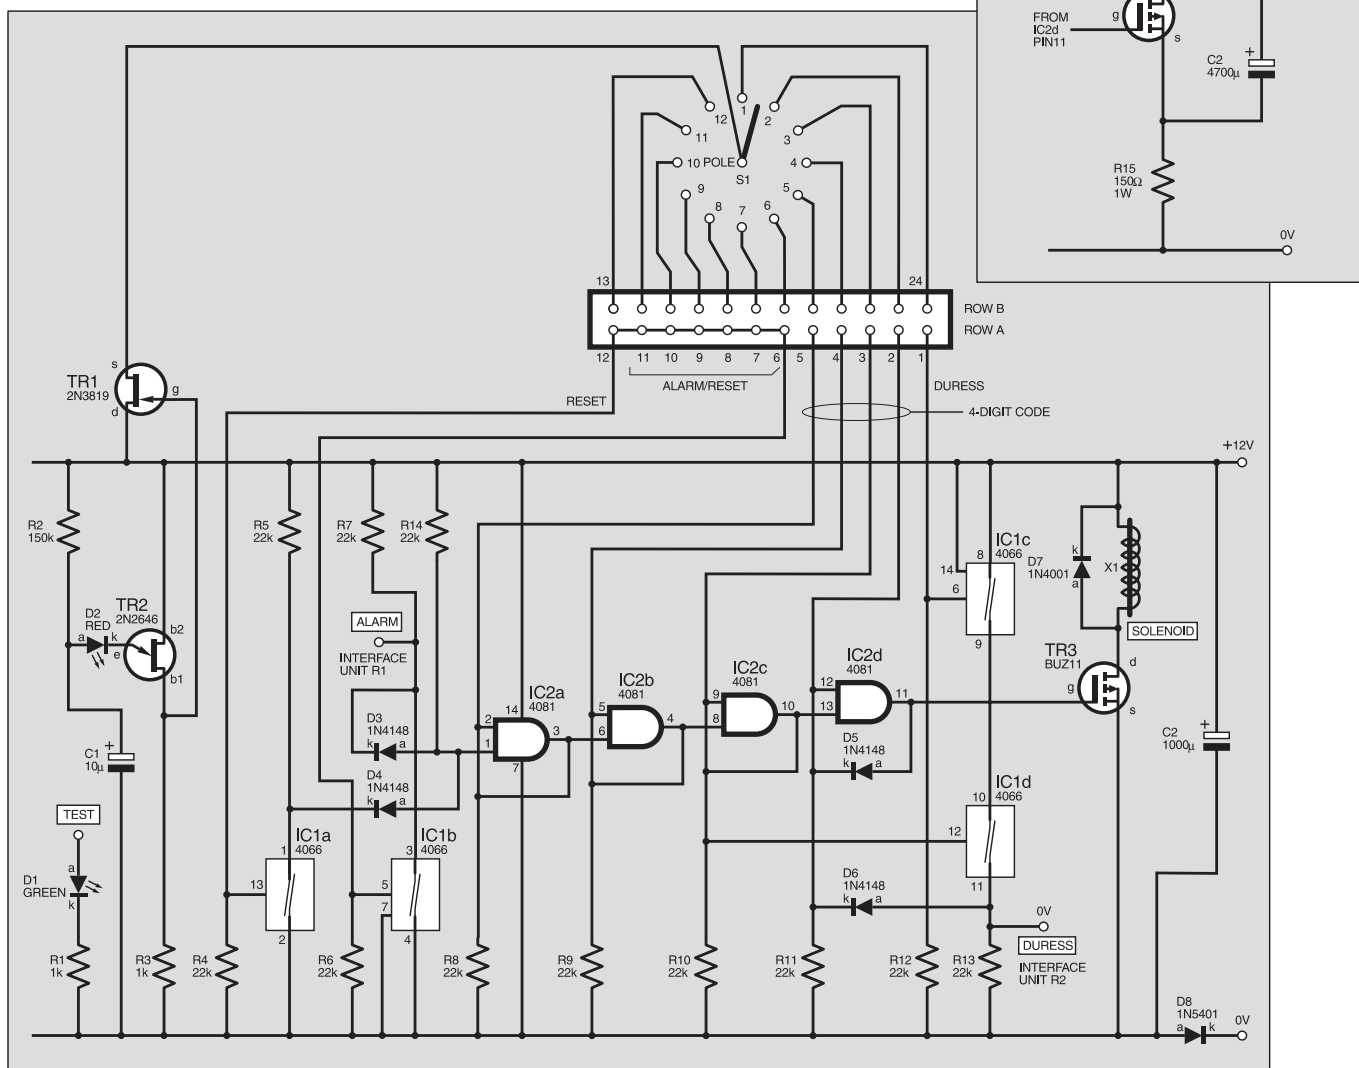 FROM
IC2d
PIN11
g
s
C2
4700µ
+
R15
150Ω
1W
0V
12
1
2
11
3
10 POLE
4
S1
9
5
8
7
6
13
24
ROW B
ROW A
12
11
10
9
8
7
6
5
4
3
2
1
ALARM/RESET
DURESS
RESET
4-DIGIT CODE
s
TR1
2N3819
g
d
+12V
R2
150k
R5
22k
R7
22k
R14
22k
IC1c
4066
8
14
6
9
D7
1N4001
k
a
X1
SOLENOID
D2
RED
a
k
TR2
2N2646
b2
e
b1
ALARM
INTERFACE
UNIT R1
IC2a
4081
14
2
1
3
7
IC2b
4081
5
6
4
IC2c
4081
9
8
10
IC2d
4081
12
13
11
TR3
BUZ11
d
g
s
D3
1N4148
k
a
D4
1N4148
k
a
D5
1N4148
k
a
C1
10µ
+
C2
1000µ
+
TEST
a
D1
GREEN
k
IC1a
4066
1
13
2
IC1b
4066
3
5
7
4
IC1d
4066
10
12
11
D6
1N4148
k
a
0V
DURESS
INTERFACE
UNIT R2
R1
1k
R3
1k
R4
22k
R6
22k
R8
22k
R9
22k
R10
22k
R11
22k
R12
22k
R13
22k
D8
1N5401
a
k
0V